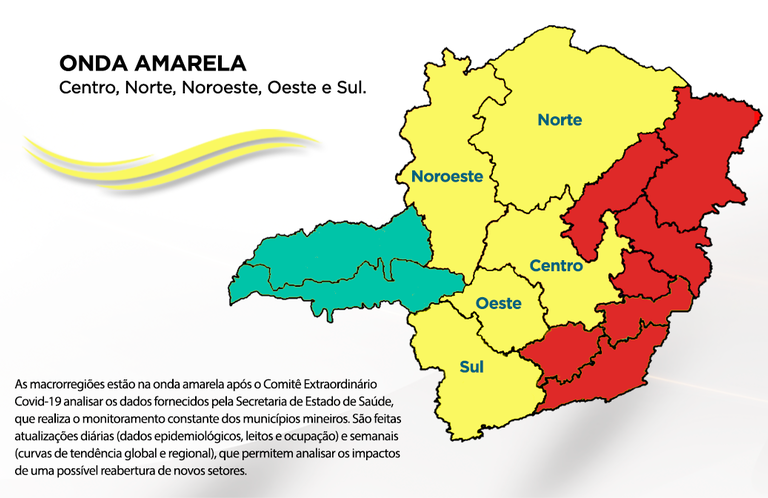 ONDA AMARELA
Centro, Norte, Noroeste, Oeste e Sul.
Norte
Noroeste
Centro
Oeste
Sul
As macrorregiões estão na onda amarela após o Comitê Extraordinário
Covid-19 analisar os dados fornecidos pela Secretaria de Estado de Saúde,
que realiza o monitoramento constante dos municípios mineiros. São feitas
atualizações diárias (dados epidemiológicos, leitos e ocupação) e semanais
(curvas de tendência global e regional), que permitem analisar os impactos
de uma possível reabertura de novos setores.